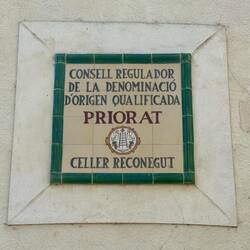 CONSELL REGULADOR
DE LA DENOMINACIÓ
D'ORIGEN QUALIFICADA
PRIORAT
CELLER RECONEGUT